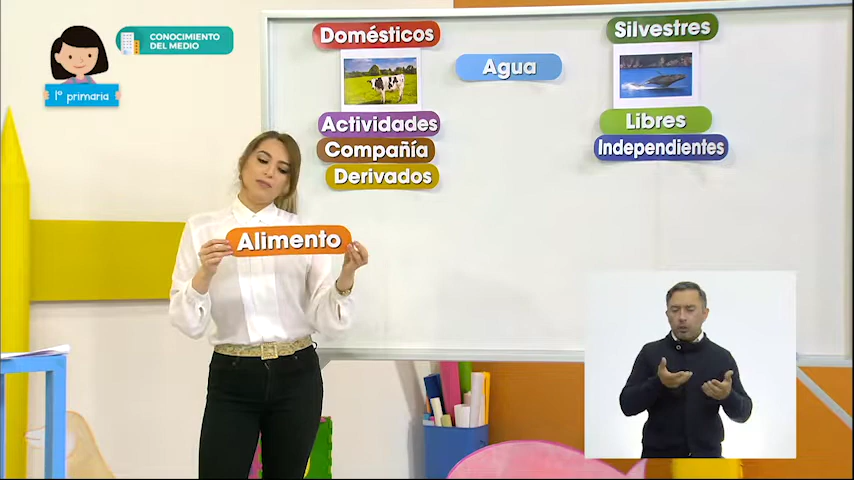 CONOCIMIENTO
DEL MEDIO
1° primaria
Domésticos
Silvestres
Agua
Actividades
Compañía
Derivados
Libres
Independientes
Alimento